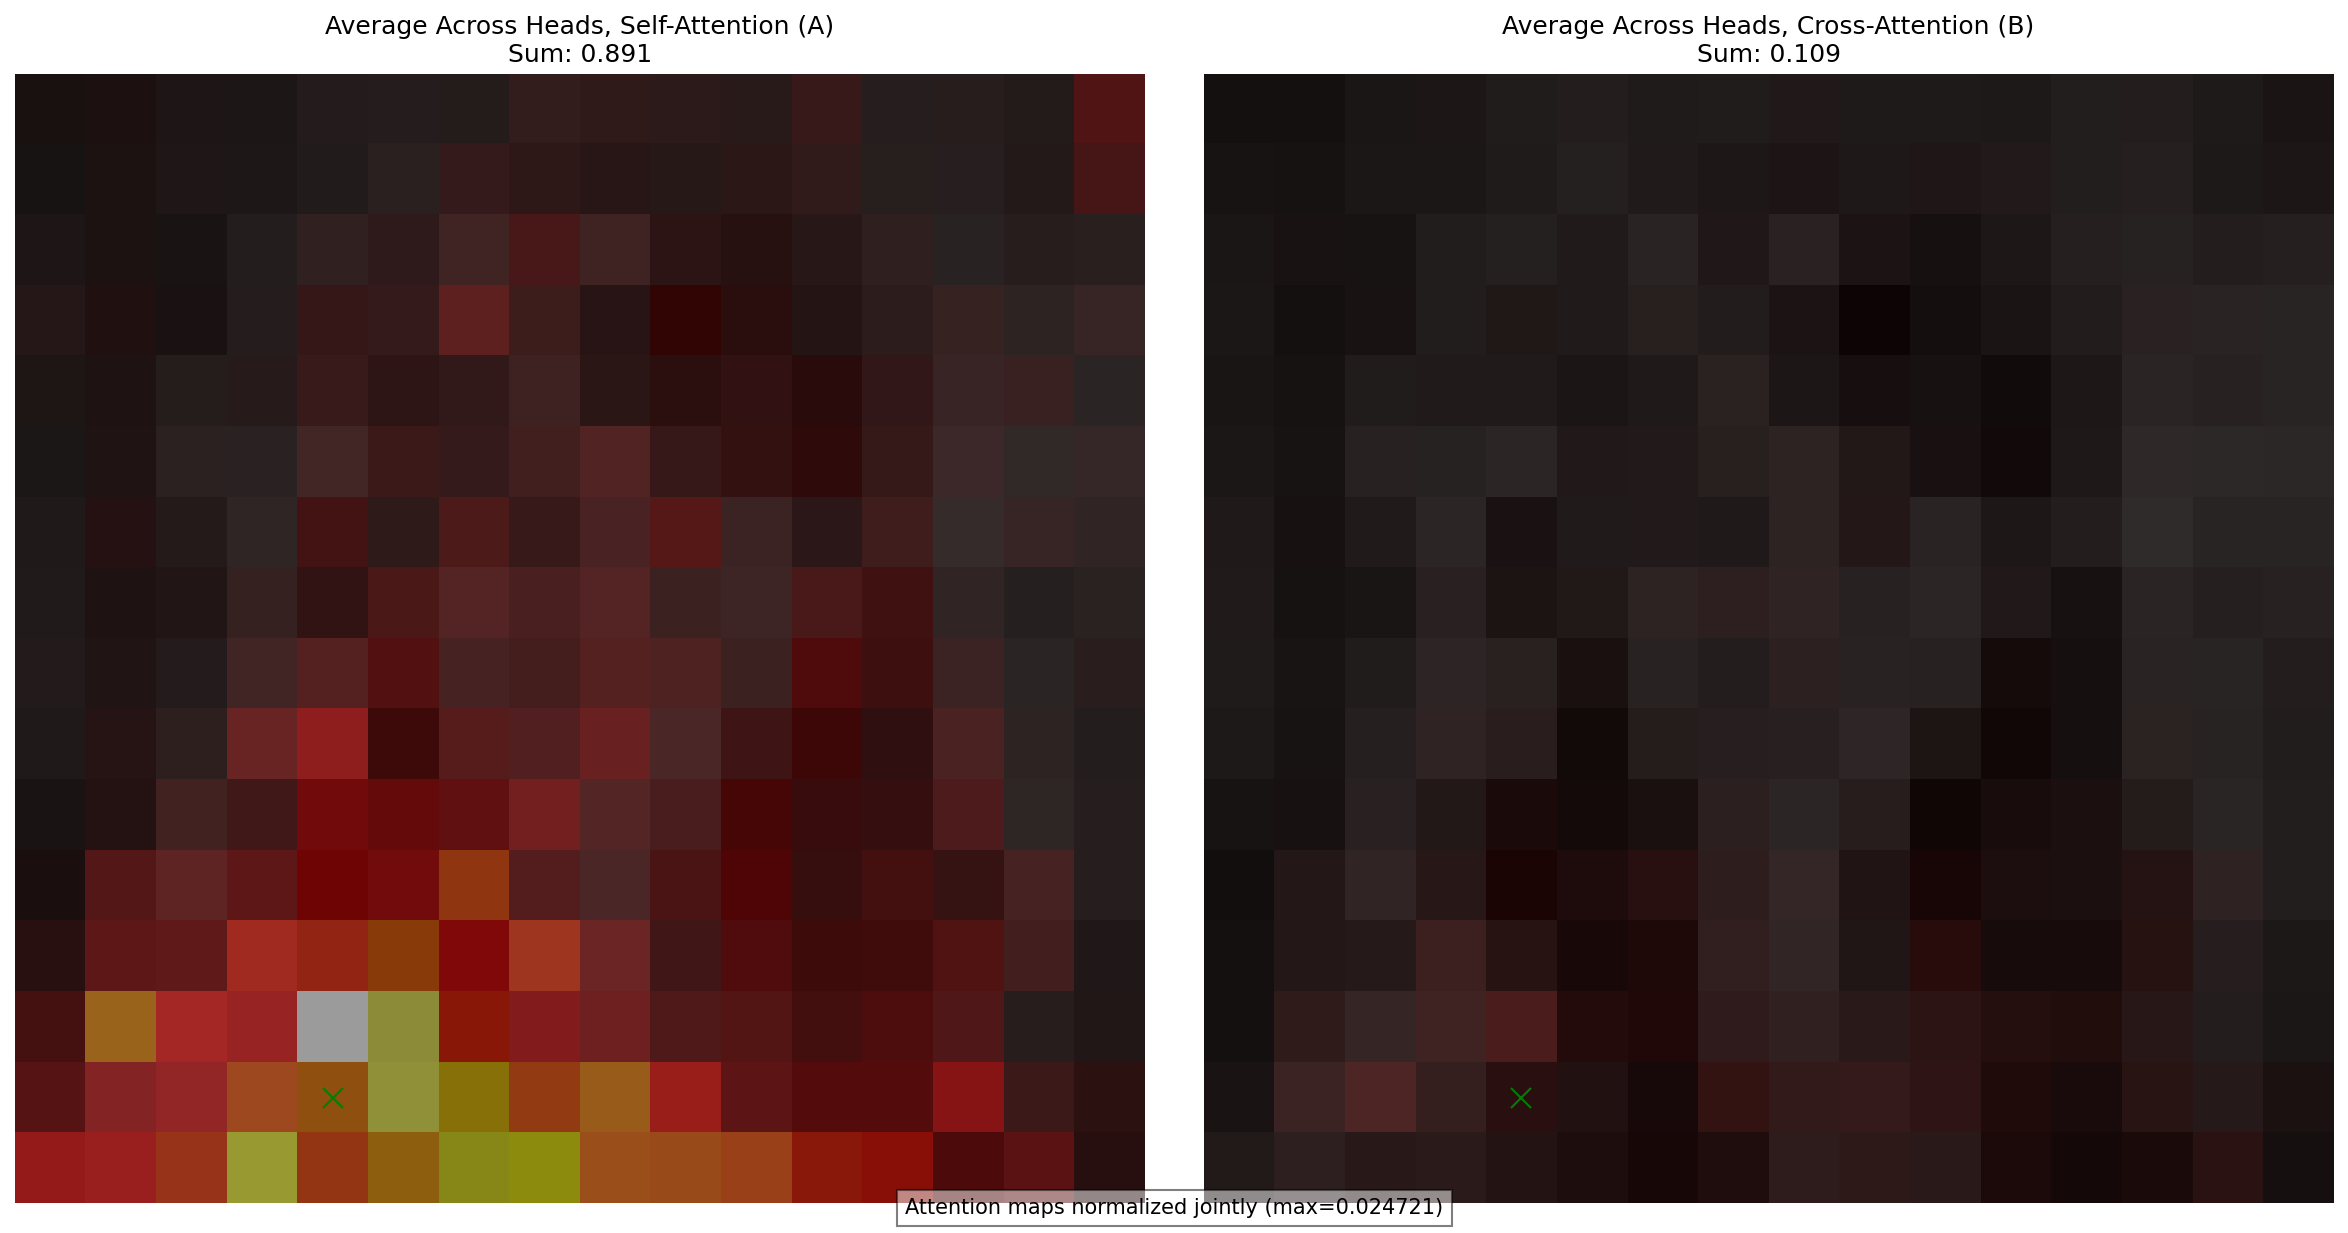 Average Across Heads, Self-Attention (A)
Sum: 0.891
Average Across Heads, Cross-Attention (B)
Sum: 0.109
Attention maps normalized jointly (max=0.024721)